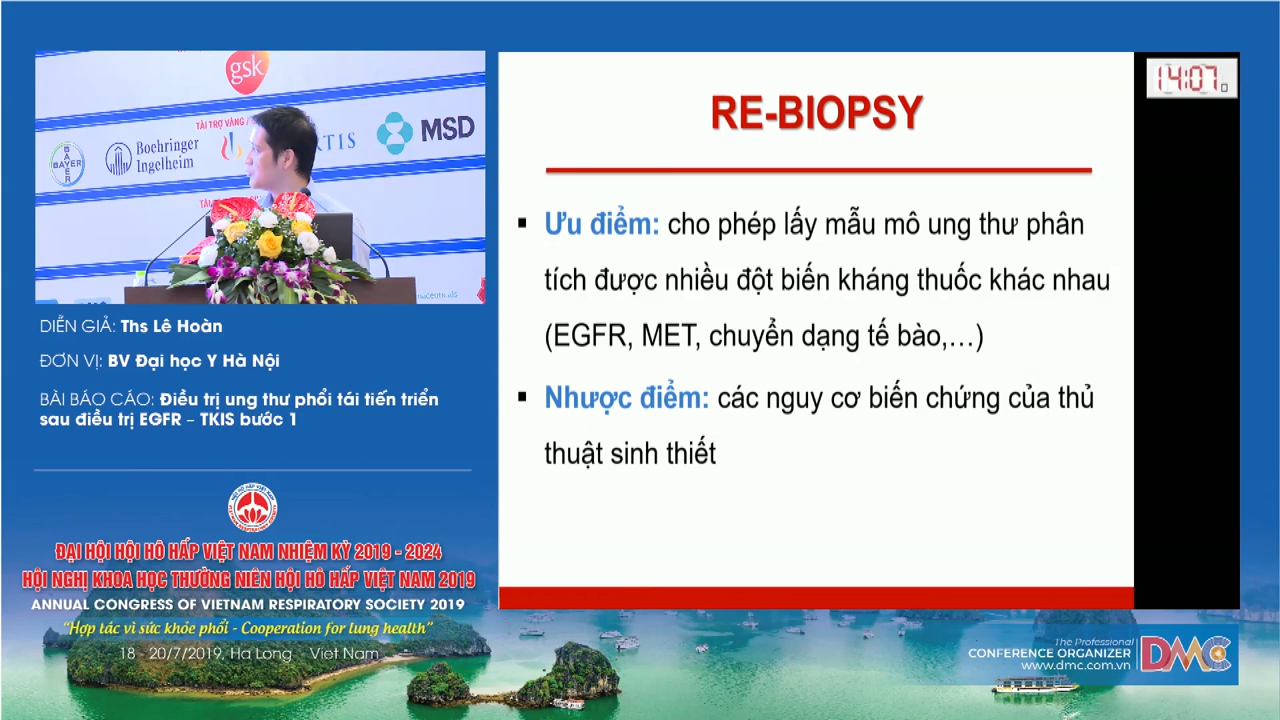 gsk
TÀI TRỢ VÀNG
BAYER
BAYER
Boehringer
Ingelheim
MSD
DIỄN GIẢ: Ths Lê Hoàn
ĐƠN VỊ: BV Đại học Y Hà Nội
BÀI BÁO CÁO: Điều trị ung thư phổi tái tiến triển
sau điều trị EGFR – TKIS bước 1
ĐẠI HỘI HỘI HÔ HẤP VIỆT NAM NHIỆM KỲ 2019 - 2024
HỘI NGHỊ KHOA HỌC THƯỜNG NIÊN HỘI HÔ HẤP VIỆT NAM 2019
ANNUAL CONGRESS OF VIETNAM RESPIRATORY SOCIETY 2019
“Hợp tác vì sức khỏe phổi - Cooperation for lung health”
18 - 20/7/2019, Ha Long Viet Nam
RE-BIOPSY
▪ Ưu điểm: cho phép lấy mẫu mô ung thư phân
tích được nhiều đột biến kháng thuốc khác nhau
(EGFR, MET, chuyển dạng tế bào,…)
▪ Nhược điểm: các nguy cơ biến chứng của thủ
thuật sinh thiết
14:07
The Professional
CONFERENCE ORGANIZER
www.dmc.com.vn
DMC